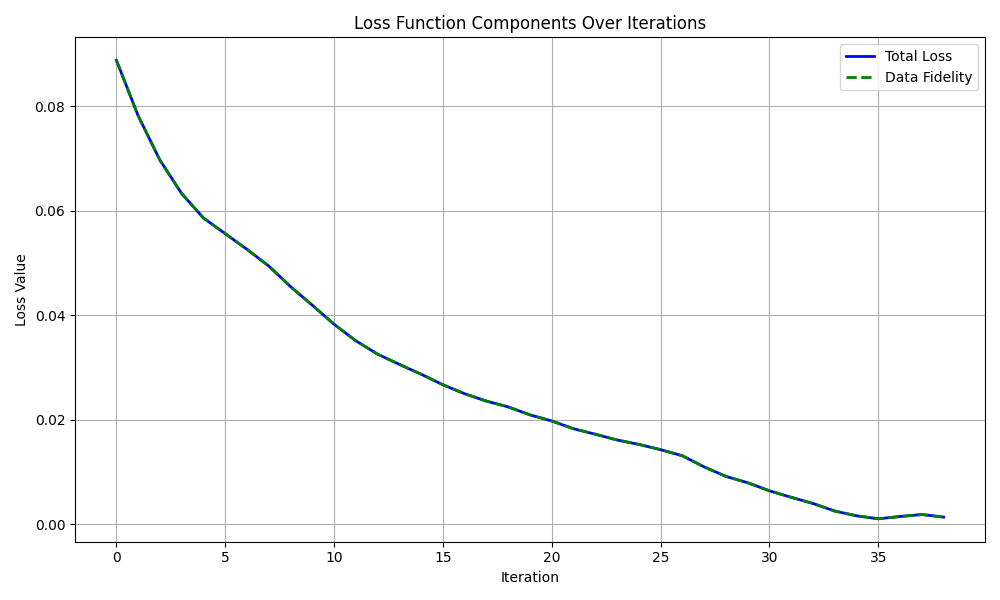 Loss Function Components Over Iterations
Total Loss
Data Fidelity
Loss Value
0.08
0.06
0.04
0.02
0.00
0 5 10 15 20 25 30 35
Iteration